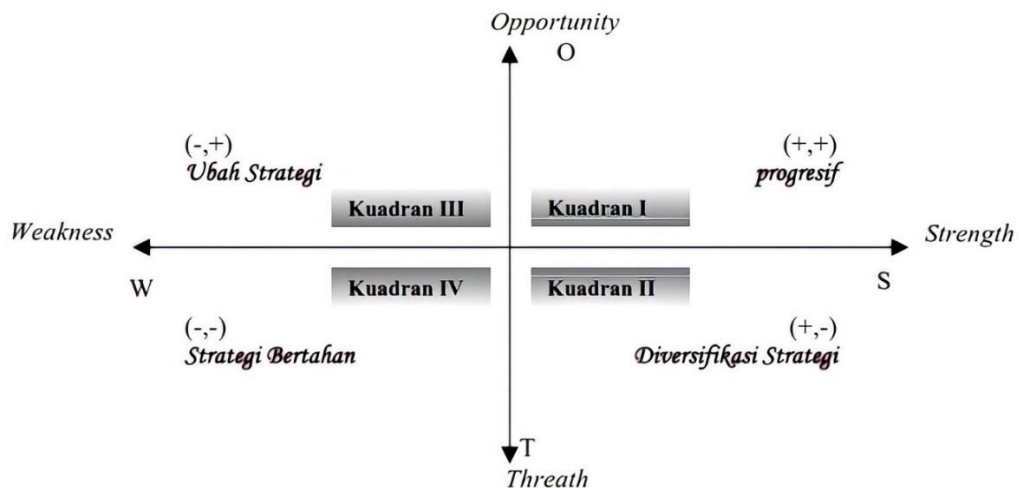 Opportunity
O
(-,+)
Ubah Strategi
(+,+)
progresif
Kuadran III
Kuadran I
Weakness
Strength
W
S
Kuadran IV
Kuadran II
(-,-)
Strategi Bertahan
(+,-)
Diversifikasi Strategi
T
Threath